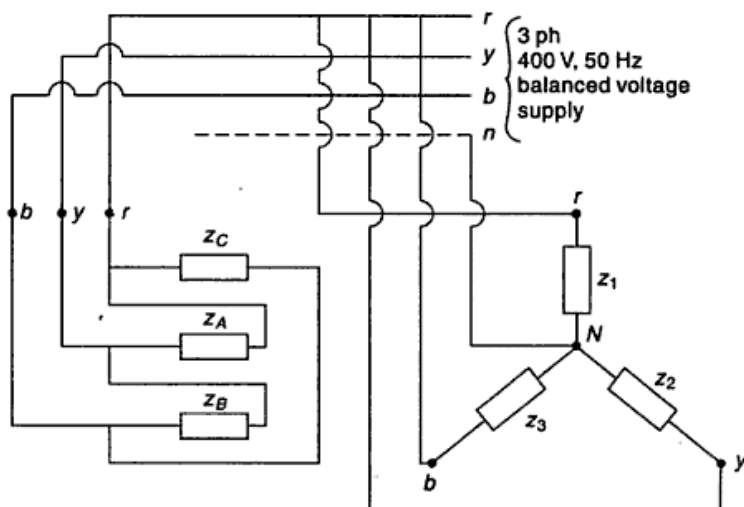 r
y
b
n
3 ph
400 V, 50 Hz
balanced voltage
supply
b y r
r
z_C
z_1
z_A
N
z_2
z_B
z_3
b
y